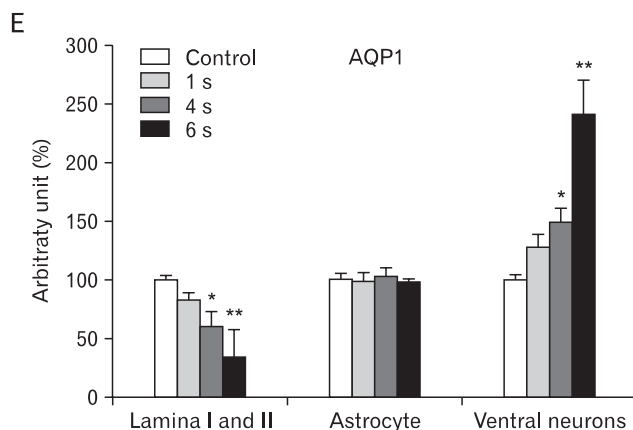 E
AQP1
Control
1 s
4 s
6 s
Arbitraty unit (%)
300
250
200
150
100
50
0
* ** * **
Lamina I and II Astrocyte Ventral neurons